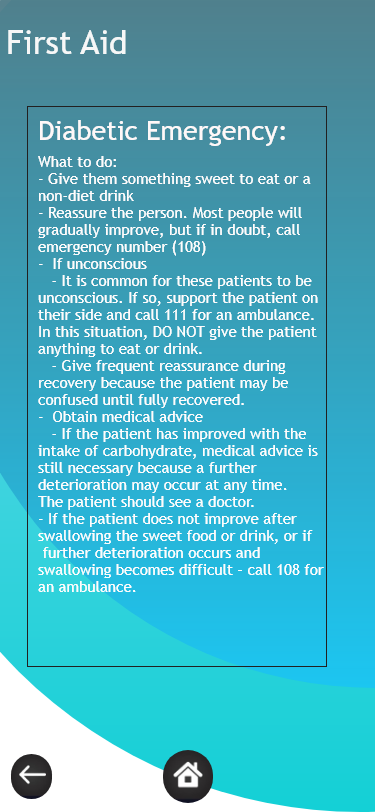 First Aid
Diabetic Emergency:
What to do:
- Give them something sweet to eat or a
non-diet drink
- Reassure the person. Most people will
gradually improve, but if in doubt, call
emergency number (108)
- If unconscious
- It is common for these patients to be
unconscious. If so, support the patient on
their side and call 111 for an ambulance.
In this situation, DO NOT give the patient
anything to eat or drink.
- Give frequent reassurance during
recovery because the patient may be
confused until fully recovered.
- Obtain medical advice
- If the patient has improved with the
intake of carbohydrate, medical advice is
still necessary because a further
deterioration may occur at any time.
The patient should see a doctor.
- If the patient does not improve after
swallowing the sweet food or drink, or if
further deterioration occurs and
swallowing becomes difficult - call 108 for
an ambulance.